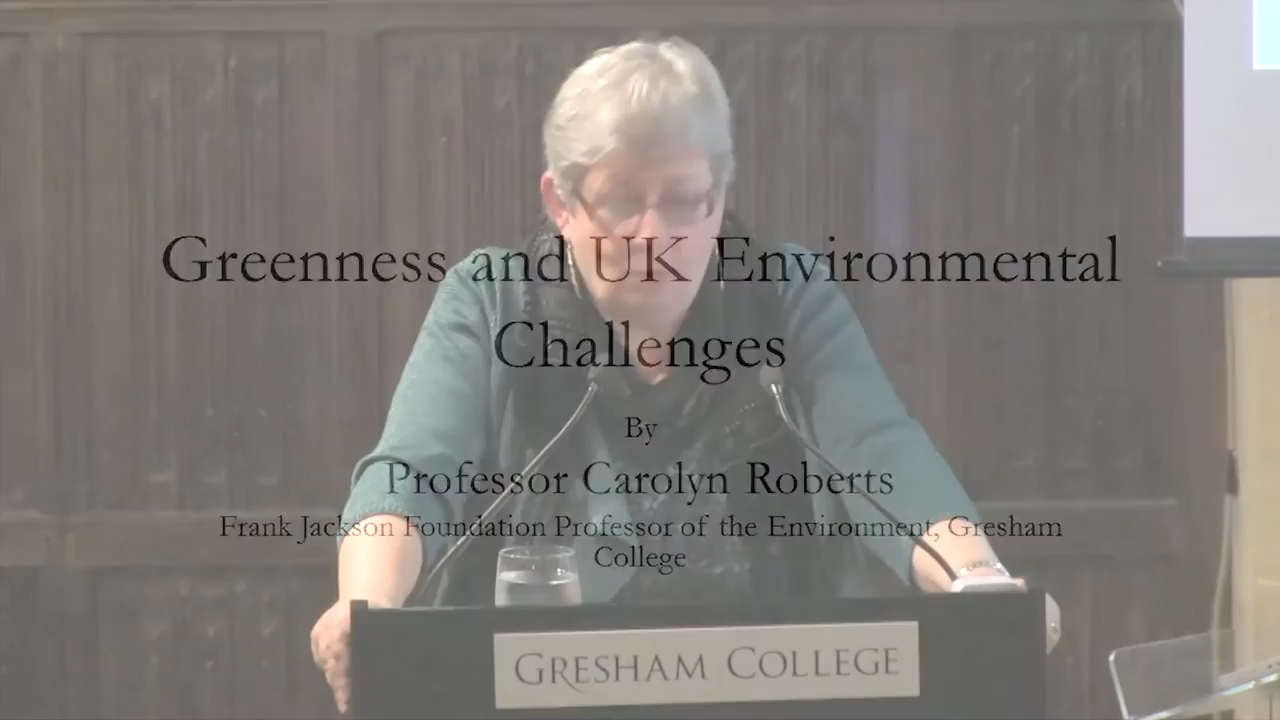 Greenness and UK Environmental
Challenges
By
Professor Carolyn Roberts
Frank Jackson Foundation Professor of the Environment, Gresham
College
GRESHAM COLLEGE